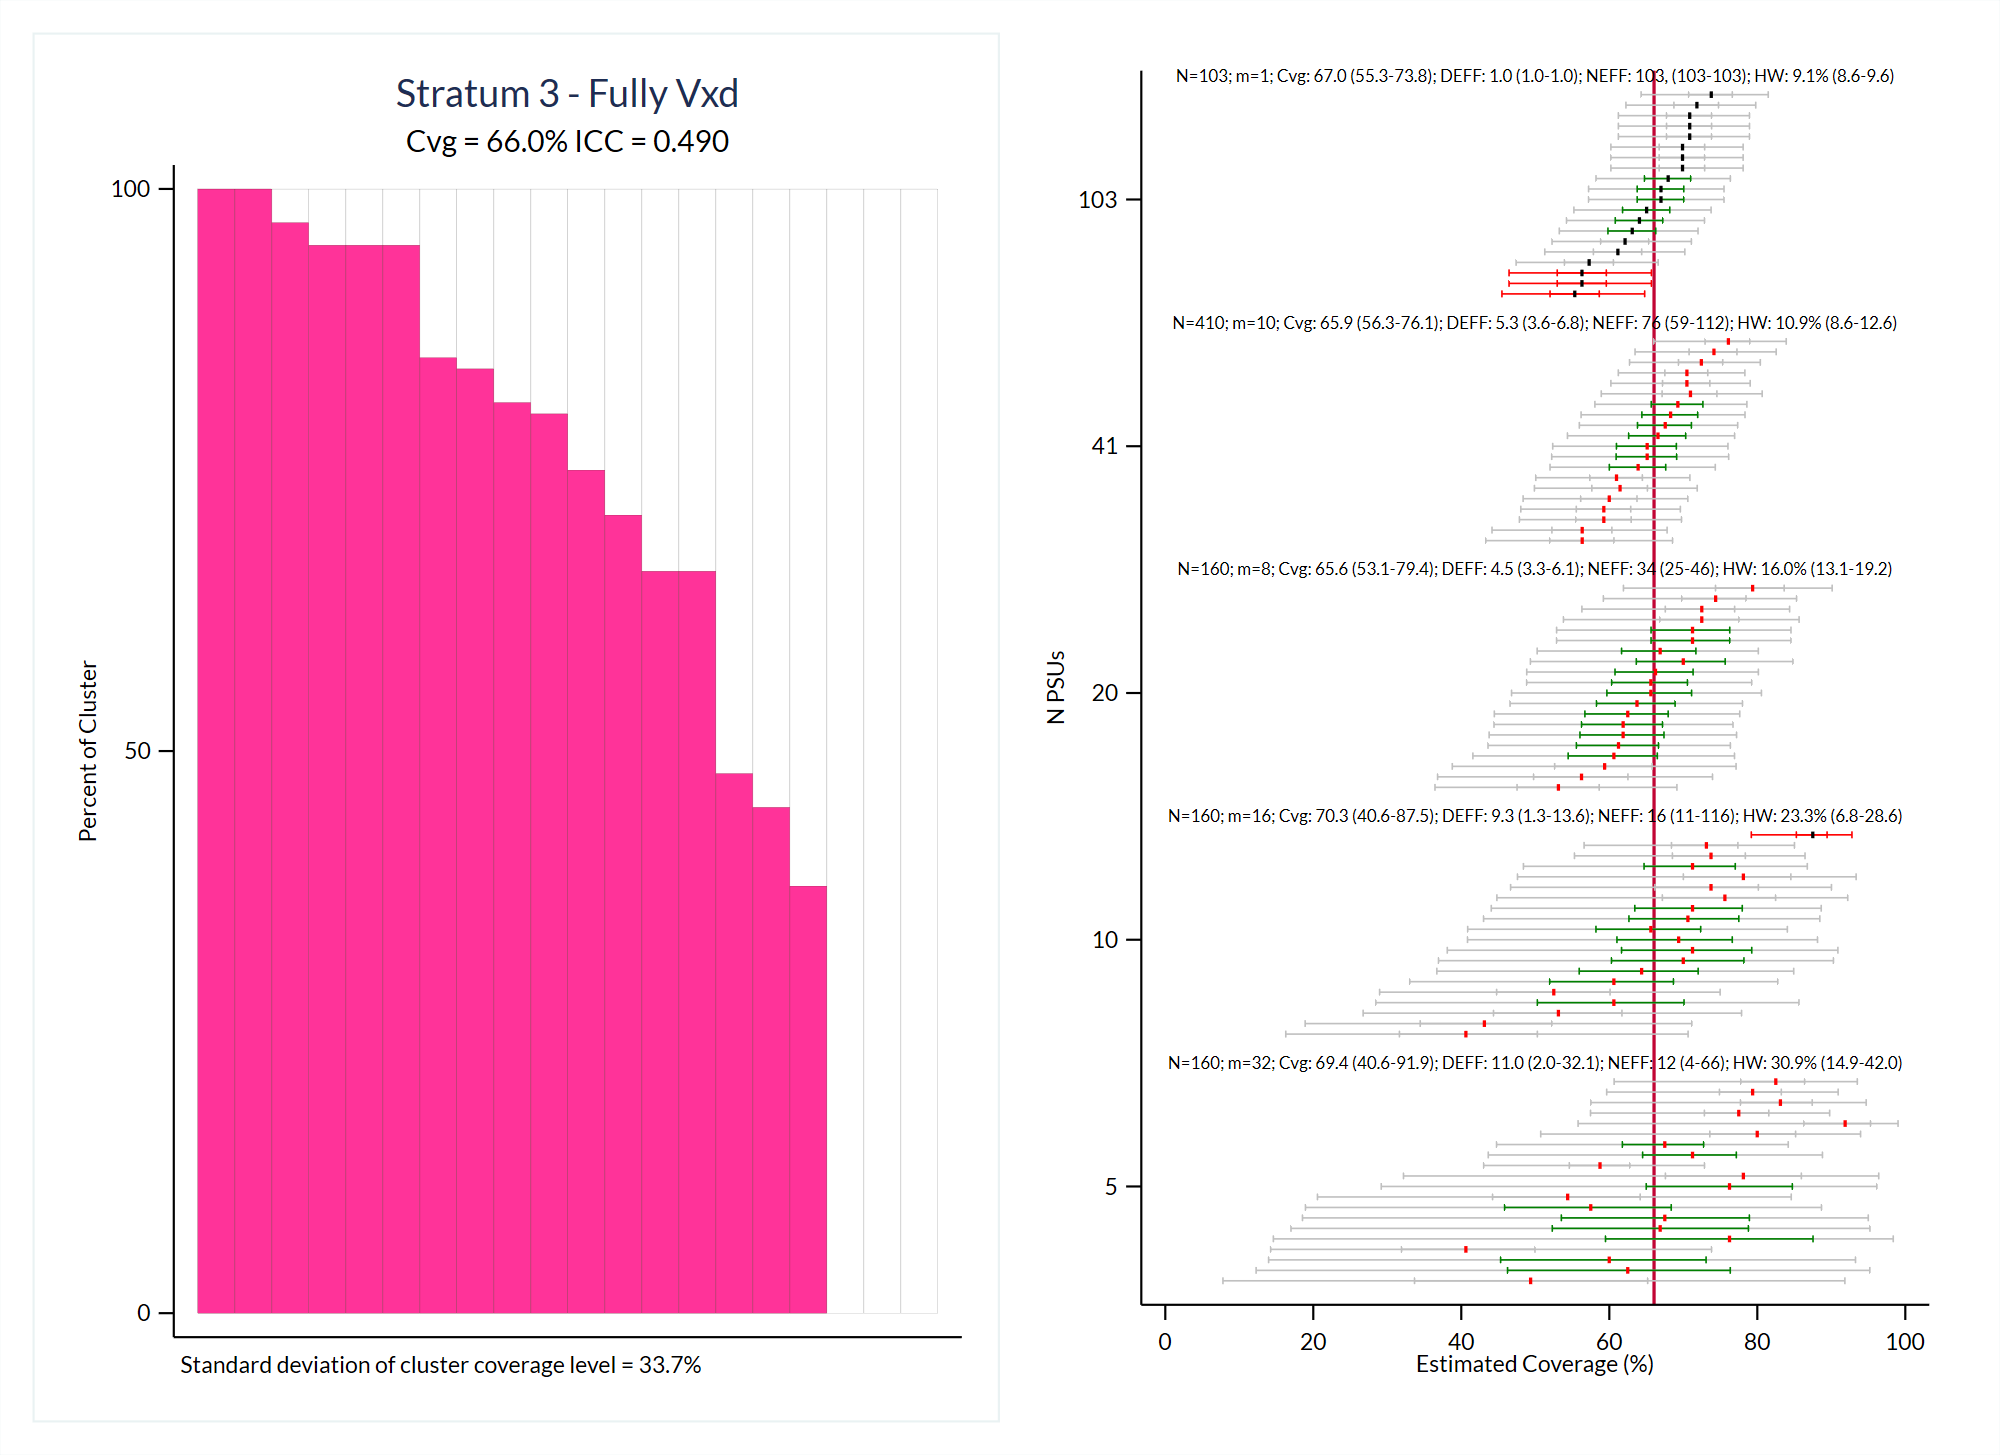 Stratum 3 - Fully Vxd
Cvg = 66.0% ICC = 0.490
100
50
0
Percent of Cluster
Standard deviation of cluster coverage level = 33.7%
N=103; m=1; Cvg: 67.0 (55.3-73.8); DEFF: 1.0 (1.0-1.0); NEFF: 103, (103-103); HW: 9.1% (8.6-9.6)
103
N=410; m=10; Cvg: 65.9 (56.3-76.1); DEFF: 5.3 (3.6-6.8); NEFF: 76 (59-112); HW: 10.9% (8.6-12.6)
41
N=160; m=8; Cvg: 65.6 (53.1-79.4); DEFF: 4.5 (3.3-6.1); NEFF: 34 (25-46); HW: 16.0% (13.1-19.2)
N PSUs
20
N=160; m=16; Cvg: 70.3 (40.6-87.5); DEFF: 9.3 (1.3-13.6); NEFF: 16 (11-116); HW: 23.3% (6.8-28.6)
10
N=160; m=32; Cvg: 69.4 (40.6-91.9); DEFF: 11.0 (2.0-32.1); NEFF: 12 (4-66); HW: 30.9% (14.9-42.0)
5
0 20 40 60 80 100
Estimated Coverage (%)